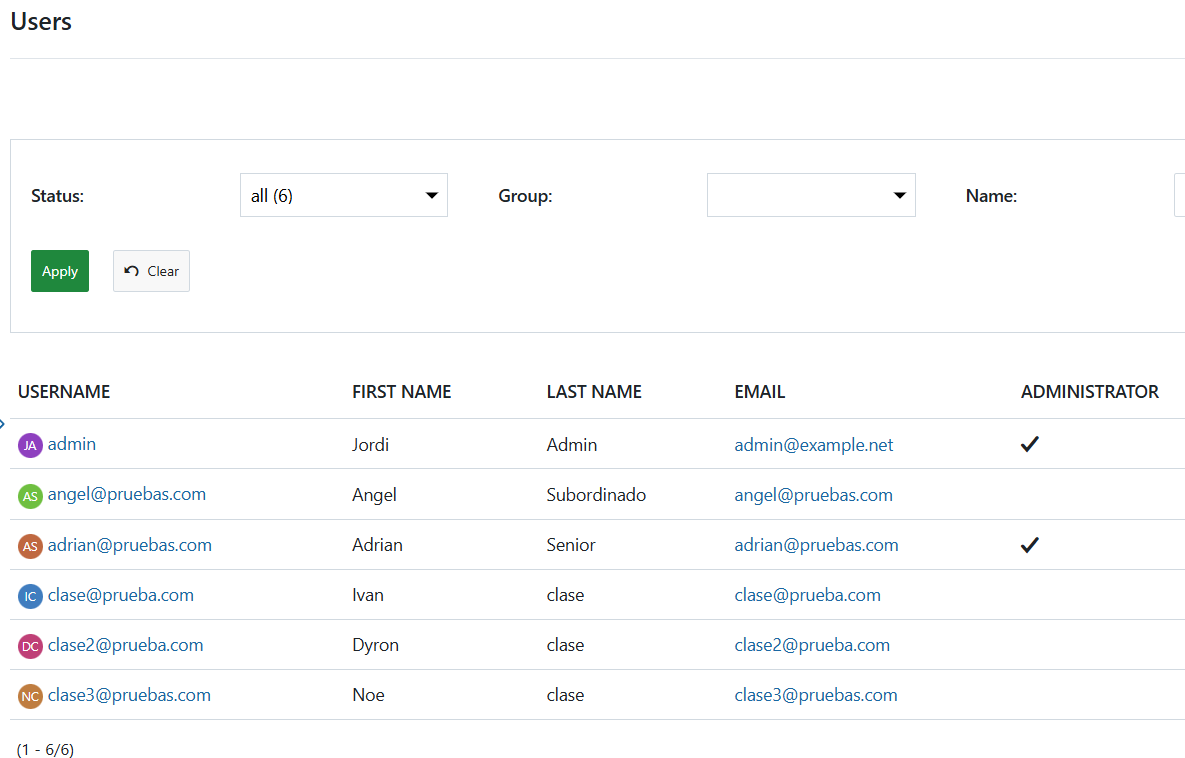 Users
Status: all (6) Group: Name:
Apply Clear
USERNAME FIRST NAME LAST NAME EMAIL ADMINISTRATOR
JA admin Jordi Admin admin@example.net
AS angel@pruebas.com Angel Subordinado angel@pruebas.com
AS adrian@pruebas.com Adrian Senior adrian@pruebas.com
IC clase@prueba.com Ivan clase clase@prueba.com
DC clase2@prueba.com Dyron clase clase2@prueba.com
NC clase3@pruebas.com Noe clase clase3@pruebas.com
(1 - 6/6)